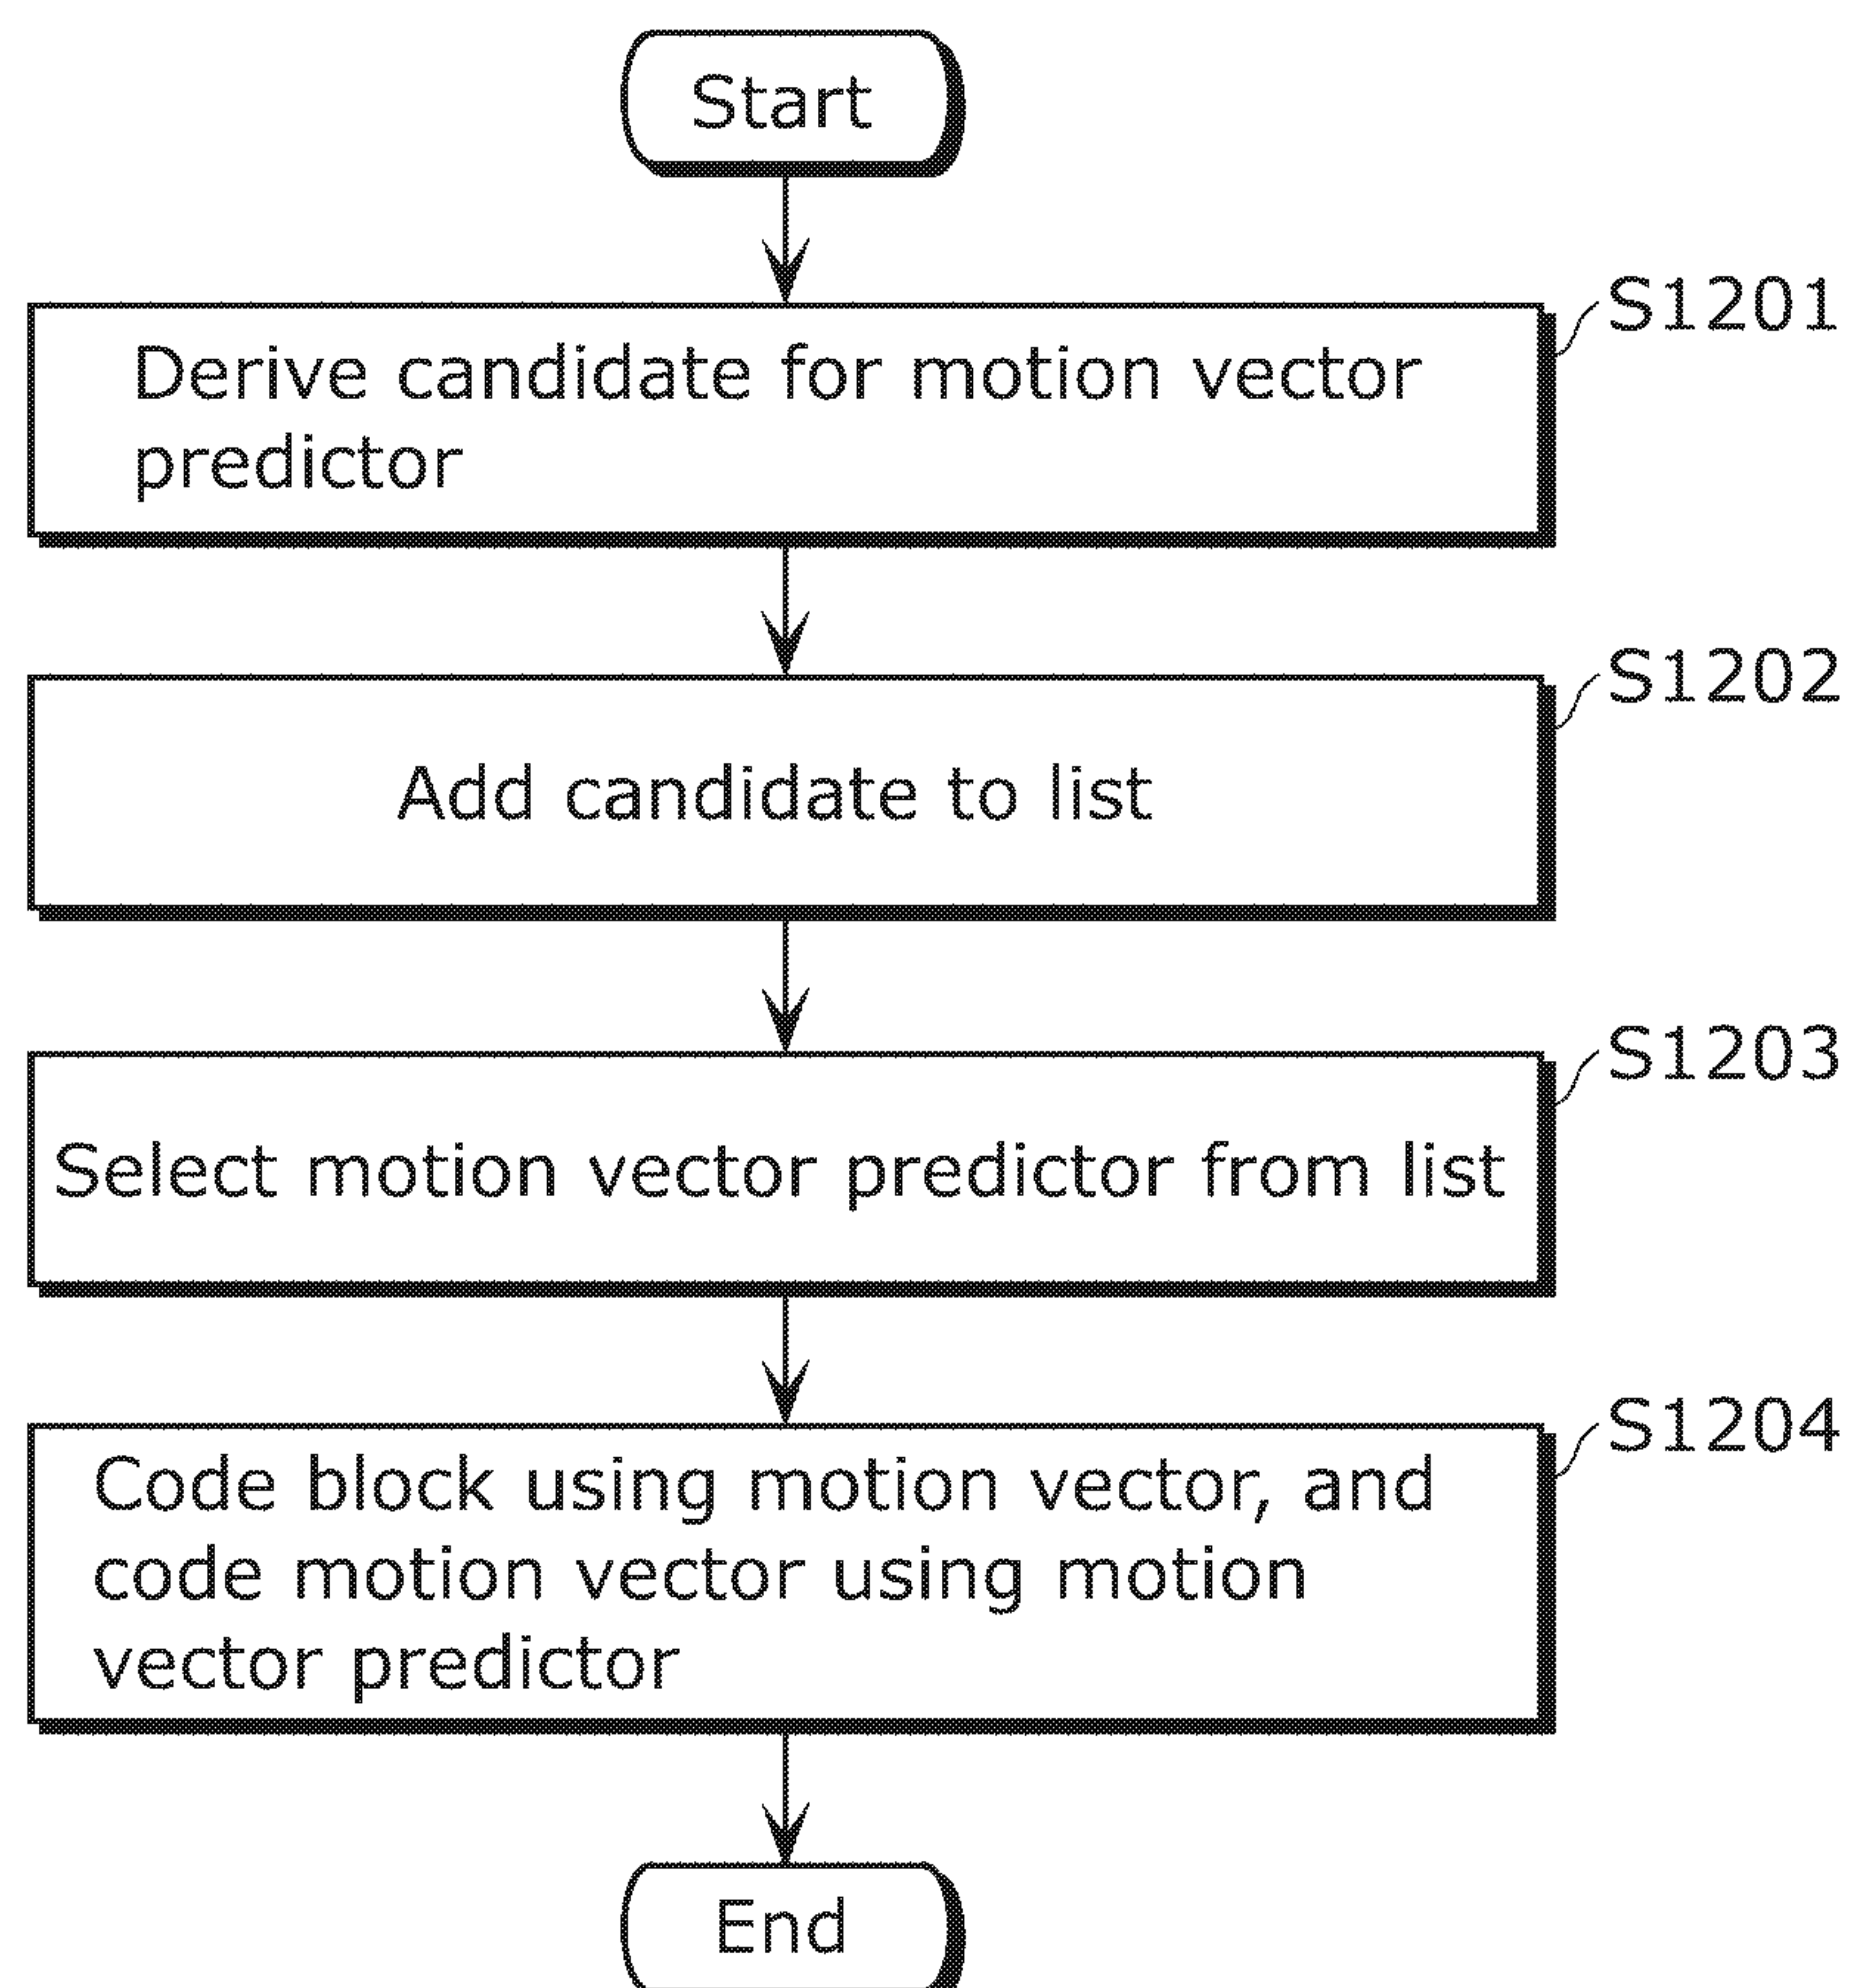 Start
S1201
Derive candidate for motion vector
predictor
S1202
Add candidate to list
S1203
Select motion vector predictor from list
S1204
Code block using motion vector, and
code motion vector using motion
vector predictor
End